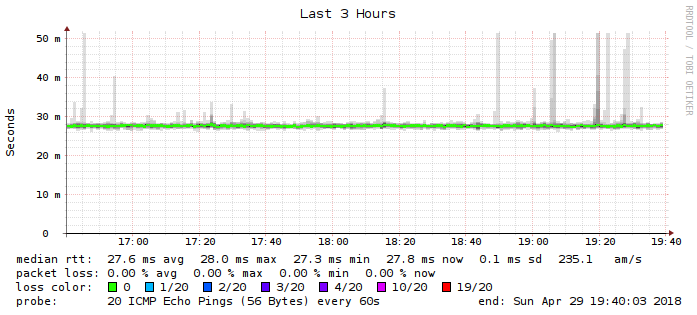 Last 3 Hours
RRDTOOL / TOBI OETIKER
Seconds
50 m
40 m
30 m
20 m
10 m
0
17:00 17:20 17:40 18:00 18:20 18:40 19:00 19:20 19:40
median rtt: 27.6 ms avg 28.0 ms max 27.3 ms min 27.8 ms now 0.1 ms sd 235.1 am/s
packet loss: 0.00 % avg 0.00 % max 0.00 % min 0.00 % now
loss color: 0 1/20 2/20 3/20 4/20 10/20 19/20
probe: 20 ICMP Echo Pings (56 Bytes) every 60s end: Sun Apr 29 19:40:03 2018